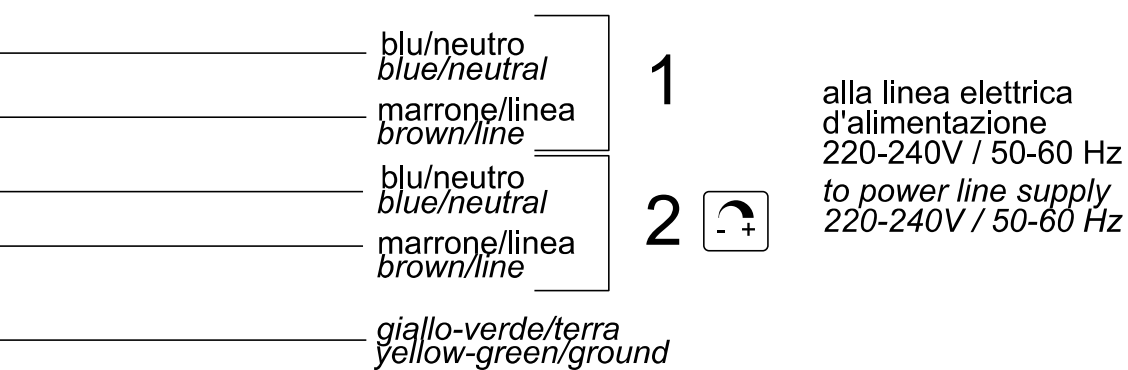 blu/neutro
blue/neutral
marrone/linea
brown/line
1
blu/neutro
blue/neutral
marrone/linea
brown/line
2
- +
giallo-verde/terra
yellow-green/ground
alla linea elettrica
d'alimentazione
220-240V / 50-60 Hz
to power line supply
220-240V / 50-60 Hz